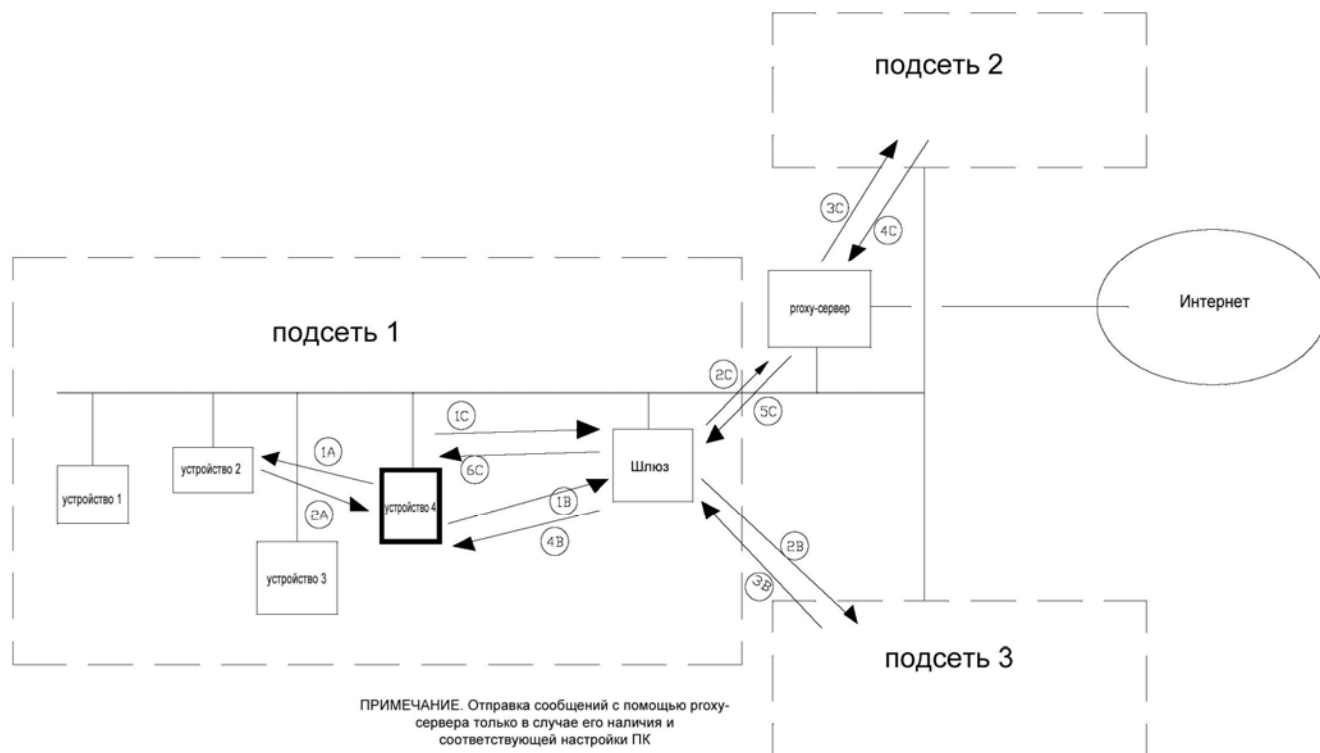 подсеть 2
3C
4C
proxy-сервер
Интернет
подсеть 1
2C
5C
1C
6C
Шлюз
устройство 1
устройство 2
1A
2A
устройство 4
1B
4B
2B
3B
устройство 3
подсеть 3
ПРИМЕЧАНИЕ. Отправка сообщений с помощью proxy-
сервера только в случае его наличия и
соответствующей настройки ПК